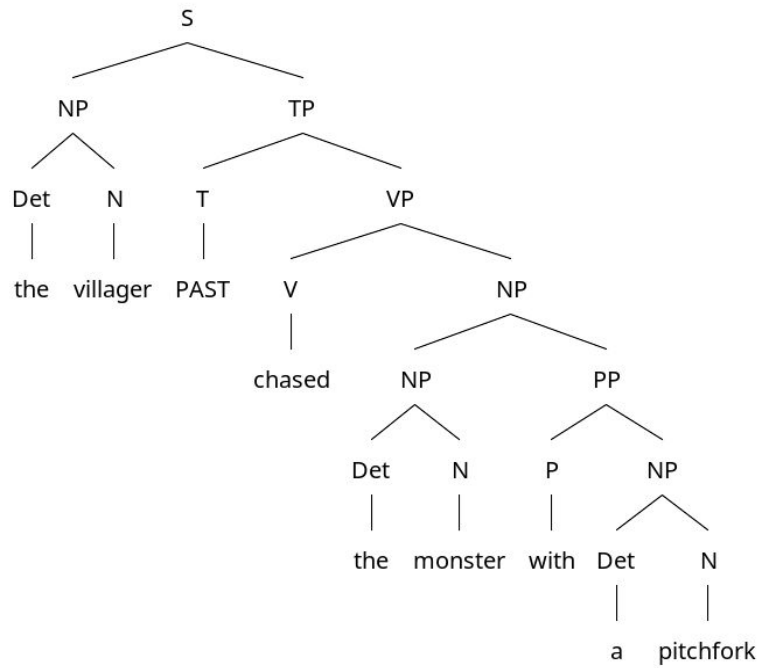 S
NP TP
Det N T VP
the villager PAST V NP
chased NP PP
Det N P NP
the monster with Det N
a pitchfork